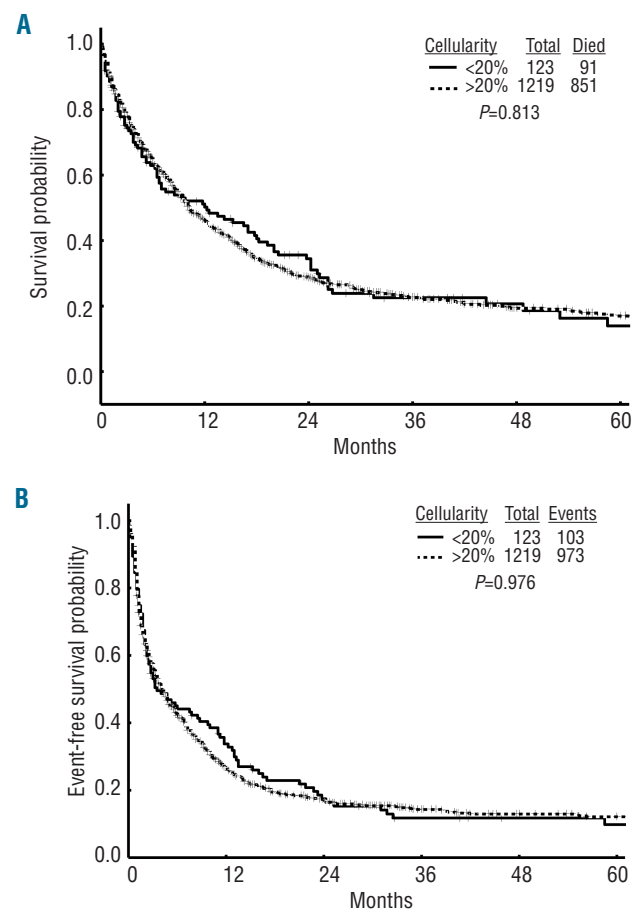 A
Cellularity Total Died
<20% 123 91
>20% 1219 851
P=0.813
1.0
0.8
0.6
0.4
0.2
0.0
Survival probability
0 12 24 36 48 60
Months
B
Cellularity Total Events
<20% 123 103
>20% 1219 973
P=0.976
1.0
0.8
0.6
0.4
0.2
0.0
Event-free survival probability
0 12 24 36 48 60
Months